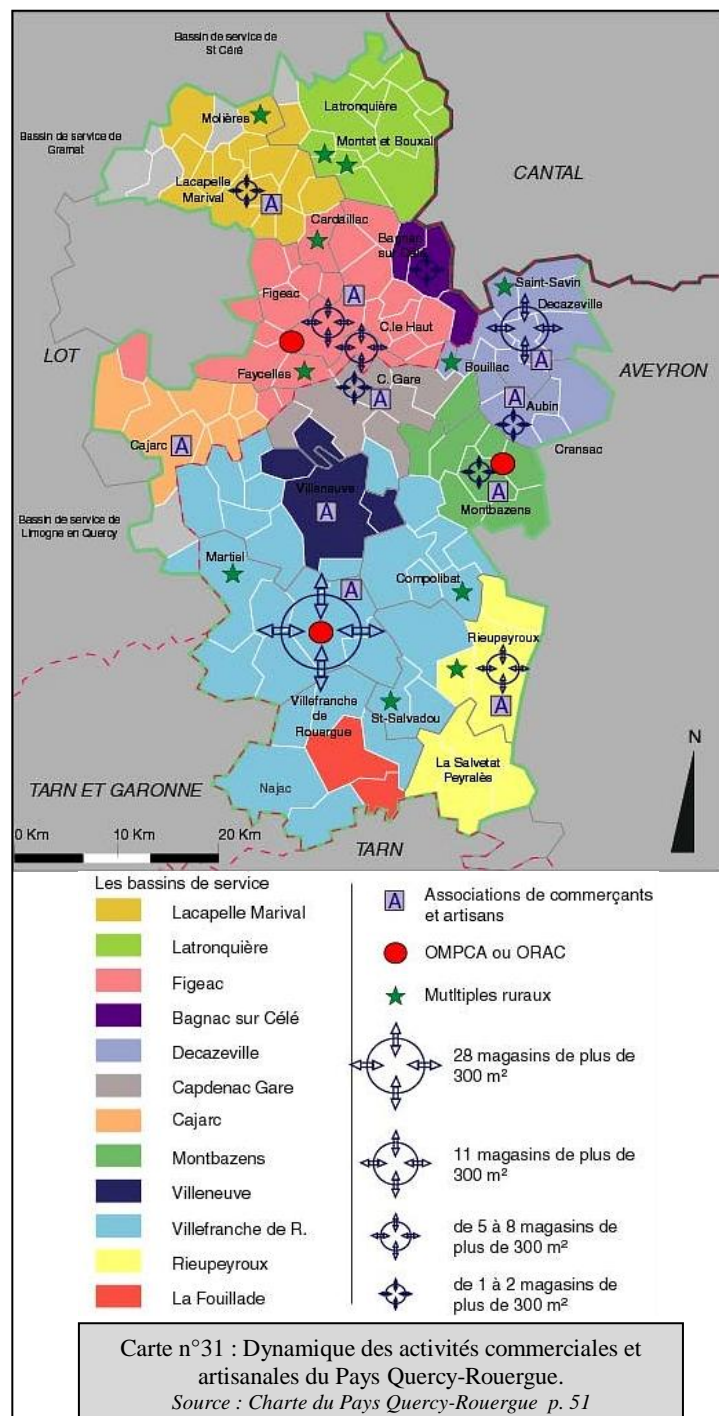 Bassin de service de
St Céré
Latronquière
Molières
Bassin de service de
Gramat
Montet et Bouxal
CANTAL
Lacapelle
Marival
A
Cardaillac
Bagnac
sur Célé
Saint-Savin
Figeac
A
Decazeville
C.le Haut
LOT
Bouillac
AVEYRON
Faycelles
C. Gare
A
A
A
Aubin
Cajarc
A
Cransac
Villeneuve
A
A
Montbazens
Bassin de service de
Limogne en Quercy
Martiel
A
Compolibat
Rieupeyroux
A
Villefranche
de
Rouergue
St-Salvadou
N
La Salvetat
Peyralès
TARN ET GARONNE
Najac
0 Km
10 Km
20 Km
TARN
Les bassins de service
Lacapelle Marival
Latronquière
Figeac
Bagnac sur Célé
Decazeville
Capdenac Gare
Cajarc
Montbazens
Villeneuve
Villefranche de R.
Rieupeyroux
La Fouillade
A
Associations de commerçants
et artisans
OMPCA ou ORAC
Mutltiples ruraux
28 magasins de plus de
300 m²
11 magasins de plus de
300 m²
de 5 à 8 magasins de
plus de 300 m²
de 1 à 2 magasins de
plus de 300 m²
Carte n°31 : Dynamique des activités commerciales et
artisanales du Pays Quercy-Rouergue.
Source : Charte du Pays Quercy-Rouergue p. 51